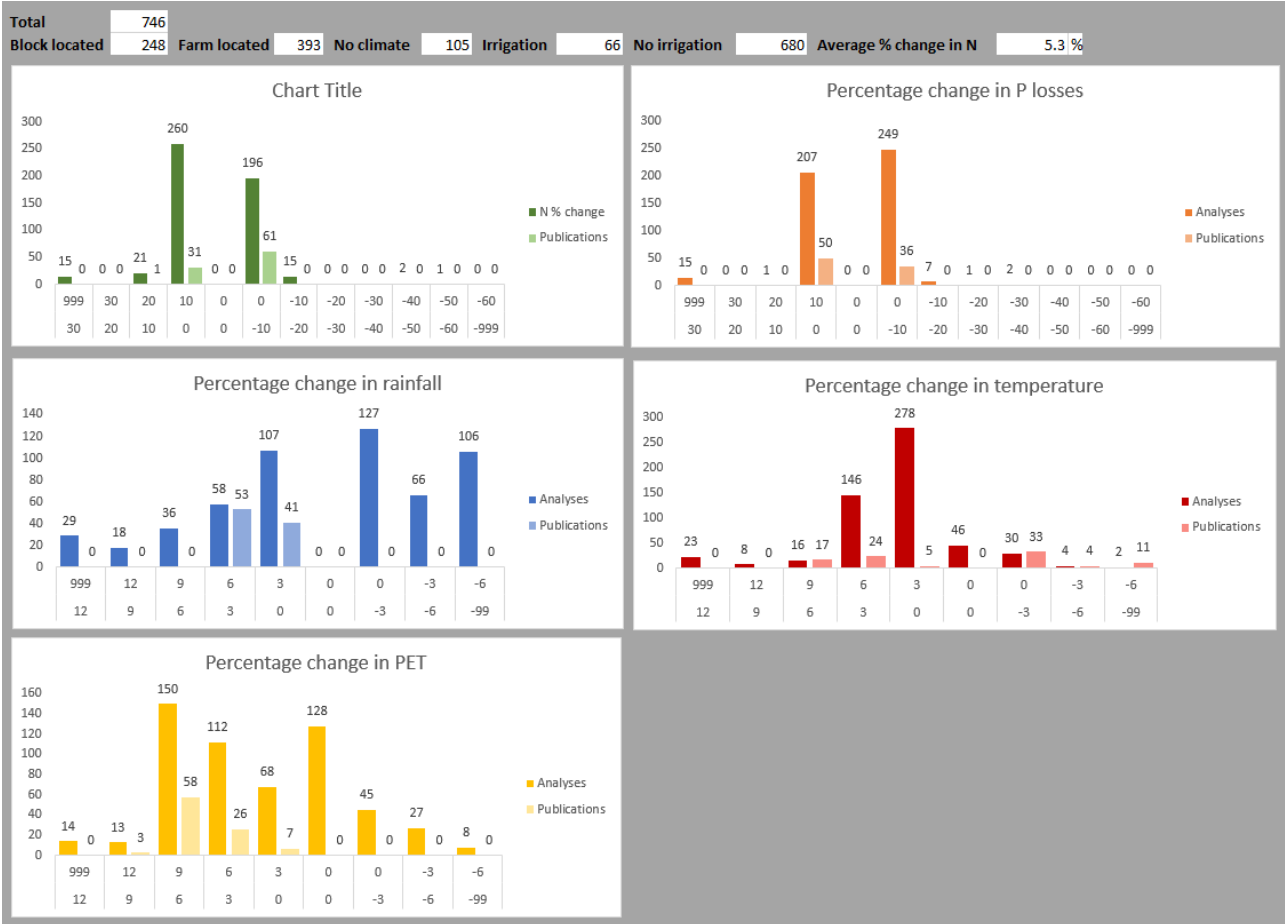 Total 746
Block located 248 Farm located 393 No climate 105 Irrigation 66 No irrigation 680 Average % change in N 5.3 %
Chart Title
300
250
200
150
100
50
0
15 0 0 0 21 1 260 31 0 0 196 61 15 0 0 0 0 0 2 0 1 0 0 0
999 30 20 10 0 0 -10 -20 -30 -40 -50 -60
30 20 10 0 0 -10 -20 -30 -40 -50 -60 -999
N % change
Publications
Percentage change in P losses
300
250
200
150
100
50
0
15 0 0 0 1 0 207 50 0 0 249 36 7 0 1 0 2 0 0 0 0 0 0 0
999 30 20 10 0 0 -10 -20 -30 -40 -50 -60
30 20 10 0 0 -10 -20 -30 -40 -50 -60 -999
Analyses
Publications
Percentage change in rainfall
140
120
100
80
60
40
20
0
29 0 18 0 36 0 58 53 107 41 0 0 127 0 66 0 106 0
999 12 9 6 3 0 0 -3 -6
12 9 6 3 0 0 -3 -6 -99
Analyses
Publications
Percentage change in temperature
300
250
200
150
100
50
0
23 0 8 0 16 17 146 24 278 5 46 0 30 33 4 4 2 11
999 12 9 6 3 0 0 -3 -6
12 9 6 3 0 0 -3 -6 -99
Analyses
Publications
Percentage change in PET
160
140
120
100
80
60
40
20
0
14 0 13 3 150 58 112 26 68 7 128 0 45 0 27 0 8 0
999 12 9 6 3 0 0 -3 -6
12 9 6 3 0 0 -3 -6 -99
Analyses
Publications